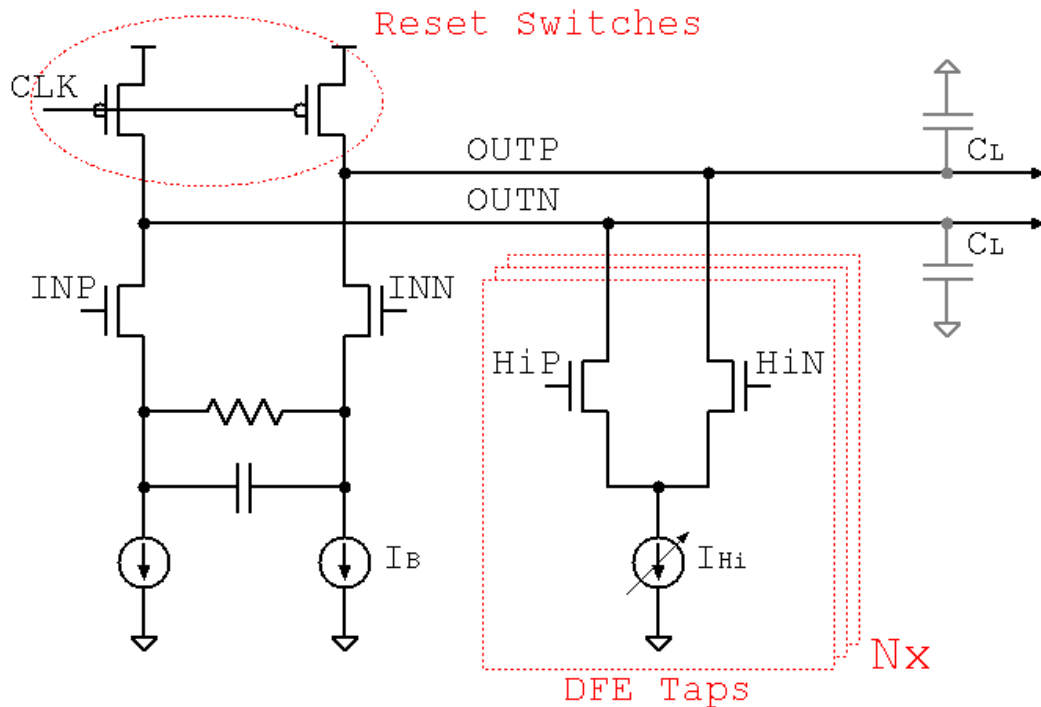 Reset Switches
CLK
OUTP
CL
OUTN
CL
INP
INN
HiP
HiN
IB
IHi
Nx
DFE Taps